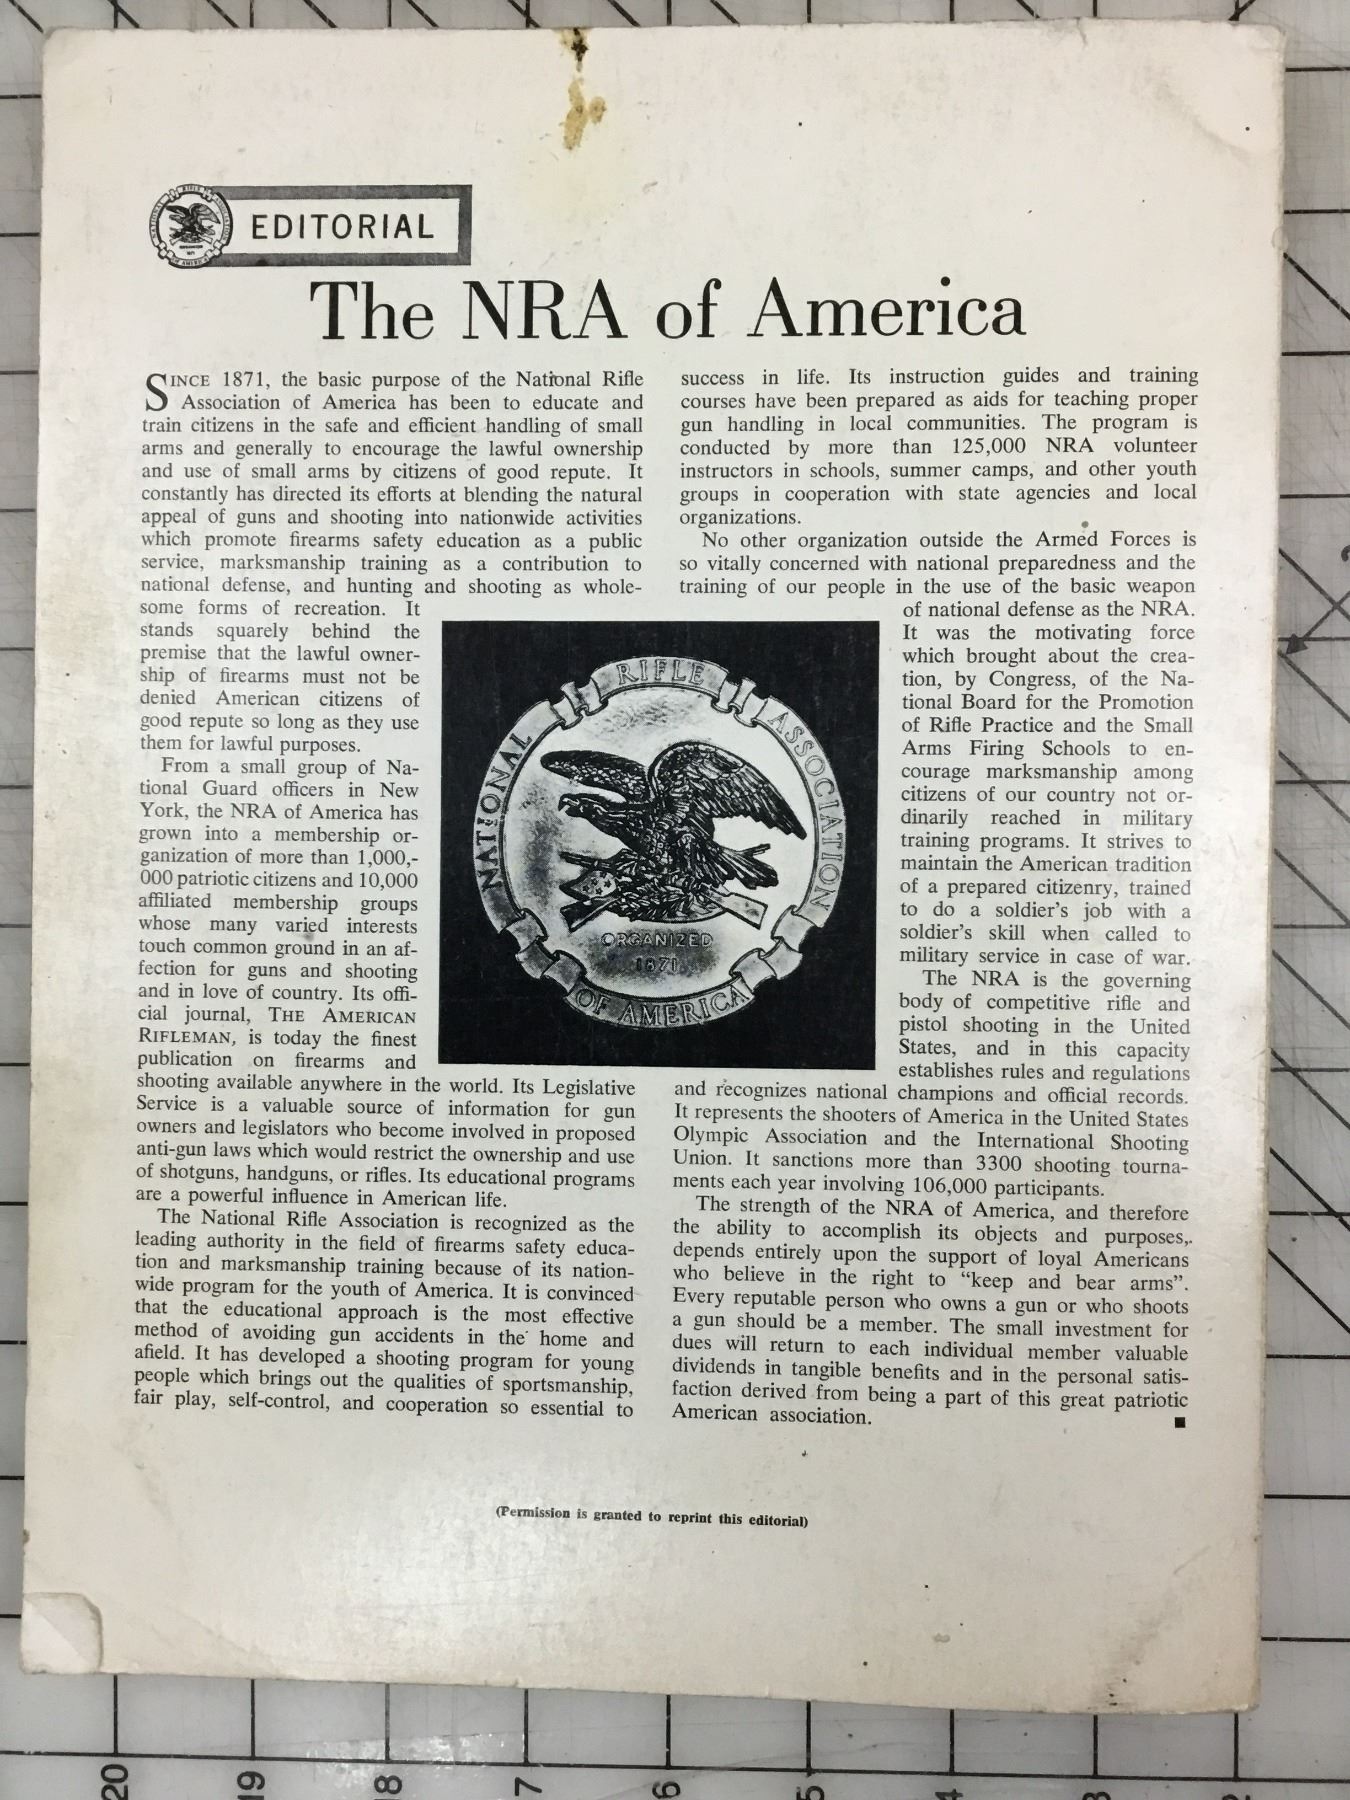 EDITORIAL
The NRA of America
SINCE 1871, the basic purpose of the National Rifle
Association of America has been to educate and
train citizens in the safe and efficient handling of small
arms and generally to encourage the lawful ownership
and use of small arms by citizens of good repute. It
constantly has directed its efforts at blending the natural
appeal of guns and shooting into nationwide activities
which promote firearms safety education as a public
service, marksmanship training as a contribution to
national defense, and hunting and shooting as whole-
some forms of recreation. It
stands squarely behind the
premise that the lawful owner-
ship of firearms must not be
denied American citizens of
good repute so long as they use
them for lawful purposes.
From a small group of Na-
tional Guard officers in New
York, the NRA of America has
grown into a membership or-
ganization of more than 1,000,-
000 patriotic citizens and 10,000
affiliated membership groups
whose many varied interests
touch common ground in an af-
fection for guns and shooting
and in love of country. Its offi-
cial journal, THE AMERICAN
RIFLEMAN, is today the finest
publication on firearms and
shooting available anywhere in the world. Its Legislative
Service is a valuable source of information for gun
owners and legislators who become involved in proposed
anti-gun laws which would restrict the ownership and use
of shotguns, handguns, or rifles. Its educational programs
are a powerful influence in American life.
The National Rifle Association is recognized as the
leading authority in the field of firearms safety educa-
tion and marksmanship training because of its nation-
wide program for the youth of America. It is convinced
that the educational approach is the most effective
method of avoiding gun accidents in the home and
afield. It has developed a shooting program for young
people which brings out the qualities of sportsmanship,
fair play, self-control, and cooperation so essential to
success in life. Its instruction guides and training
courses have been prepared as aids for teaching proper
gun handling in local communities. The program is
conducted by more than 125,000 NRA volunteer
instructors in schools, summer camps, and other youth
groups in cooperation with state agencies and local
organizations.
No other organization outside the Armed Forces is
so vitally concerned with national preparedness and the
training of our people in the use of the basic weapon
of national defense as the NRA.
It was the motivating force
which brought about the crea-
tion, by Congress, of the Na-
tional Board for the Promotion
of Rifle Practice and the Small
Arms Firing Schools to en-
courage marksmanship among
citizens of our country not or-
dinarily reached in military
training programs. It strives to
maintain the American tradition
of a prepared citizenry, trained
to do a soldier's job with a
soldier's skill when called to
military service in case of war.
The NRA is the governing
body of competitive rifle and
pistol shooting in the United
States, and in this capacity
establishes rules and regulations
and recognizes national champions and official records.
It represents the shooters of America in the United States
Olympic Association and the International Shooting
Union. It sanctions more than 3300 shooting tourna-
ments each year involving 106,000 participants.
The strength of the NRA of America, and therefore
the ability to accomplish its objects and purposes,
depends entirely upon the support of loyal Americans
who believe in the right to “keep and bear arms”.
Every reputable person who owns a gun or who shoots
a gun should be a member. The small investment for
dues will return to each individual member valuable
dividends in tangible benefits and in the personal satis-
faction derived from being a part of this great patriotic
American association.
NATIONAL RIFLE ASSOCIATION
ORGANIZED
1871
OF AMERICA
(Permission is granted to reprint this editorial)
20 19 18